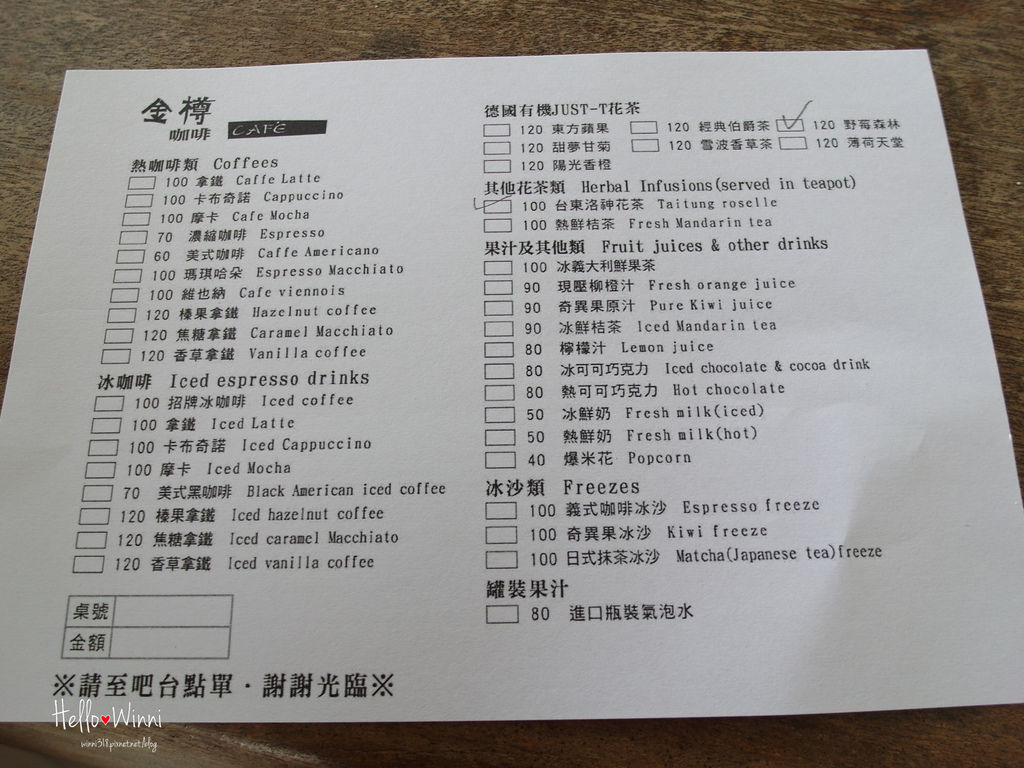 金樽
咖啡 CAFE
熱咖啡類 Coffees
100 拿鐵 Caffe Latte
100 卡布奇諾 Cappuccino
100 摩卡 Cafe Mocha
70 濃縮咖啡 Espresso
60 美式咖啡 Caffe Americano
100 瑪琪哈朵 Espresso Macchiato
100 維也納 Cafe viennois
120 榛果拿鐵 Hazelnut coffee
120 焦糖拿鐵 Caramel Macchiato
120 香草拿鐵 Vanilla coffee
冰咖啡 Iced espresso drinks
100 招牌冰咖啡 Iced coffee
100 拿鐵 Iced Latte
100 卡布奇諾 Iced Cappuccino
100 摩卡 Iced Mocha
70 美式黑咖啡 Black American iced coffee
120 榛果拿鐵 Iced hazelnut coffee
120 焦糖拿鐵 Iced caramel Macchiato
120 香草拿鐵 Iced vanilla coffee
桌號
金額
※請至吧台點單·謝謝光臨※
德國有機JUST-T花茶
120 東方蘋果 120 經典伯爵茶 120 野莓森林
120 甜夢甘菊 120 雪波香草茶 120 薄荷天堂
120 陽光香橙
其他花茶類 Herbal Infusions(served in teapot)
100 台東洛神花茶 Taitung roselle
100 熱鮮桔茶 Fresh Mandarin tea
果汁及其他類 Fruit juices & other drinks
100 冰義大利鮮果茶
90 現壓柳橙汁 Fresh orange juice
90 奇異果原汁 Pure Kiwi juice
90 冰鮮桔茶 Iced Mandarin tea
80 檸檬汁 Lemon juice
80 冰可可巧克力 Iced chocolate & cocoa drink
80 熱可可巧克力 Hot chocolate
50 冰鮮奶 Fresh milk(iced)
50 熱鮮奶 Fresh milk(hot)
40 爆米花 Popcorn
冰沙類 Freezes
100 義式咖啡冰沙 Espresso freeze
100 奇異果冰沙 Kiwi freeze
100 日式抹茶冰沙 Matcha(Japanese tea)freeze
罐裝果汁
80 進口瓶裝氣泡水
Hello♥Winni
winni318.pixnet.net/blog